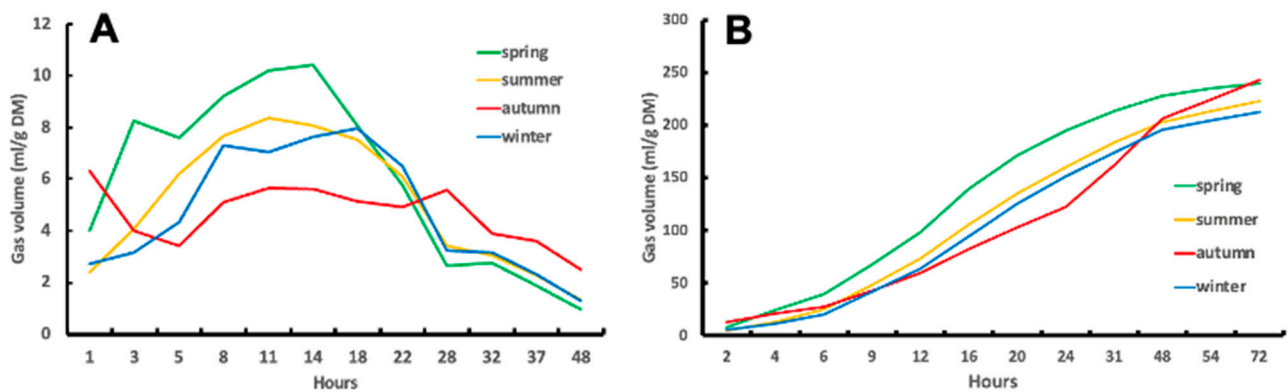 A
Gas volume (ml/g DM)
12
10
8
6
4
2
0
spring
summer
autumn
winter
1 3 5 8 11 14 18 22 28 32 37 48
Hours
B
Gas volume (ml/g DM)
300
250
200
150
100
50
0
spring
summer
autumn
winter
2 4 6 9 12 16 20 24 31 48 54 72
Hours